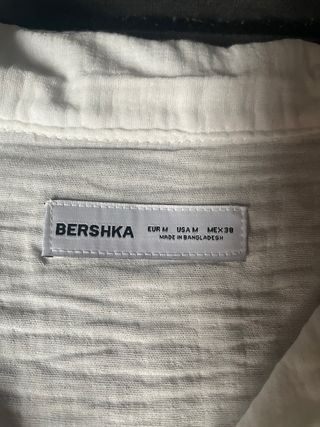 BERSHKA
EUR M USA M MEX 38
MADE IN BANGLADESH